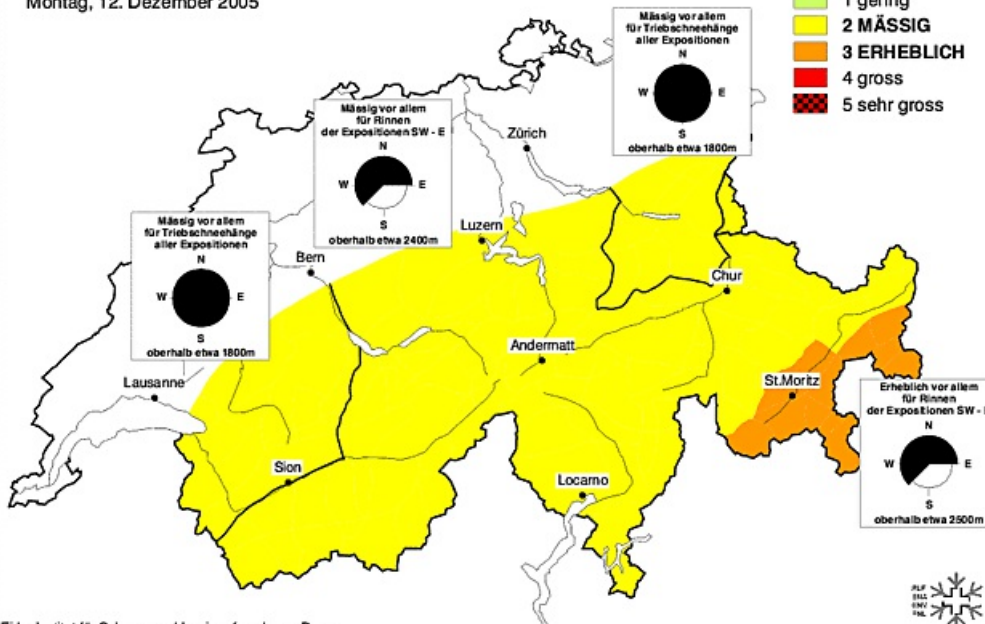 Montag, 12. Dezember 2005
1 gering
2 MÄSSIG
3 ERHEBLICH
4 gross
5 sehr gross
Mässig vor allem
für Triebschneehänge
aller Expositionen
N
W E
S
oberhalb etwa 1800m
Mässig vor allem
für Rinnen
der Expositionen SW - E
N
W E
S
oberhalb etwa 2400m
Mässig vor allem
für Triebschneehänge
aller Expositionen
N
W E
S
oberhalb etwa 1800m
Zürich
Luzern
Bern
Chur
Andermatt
Lausanne
St.Moritz
Sion
Locarno
Erheblich vor allem
für Rinnen
der Expositionen SW -
N
W E
S
oberhalb etwa 2500m
SLF